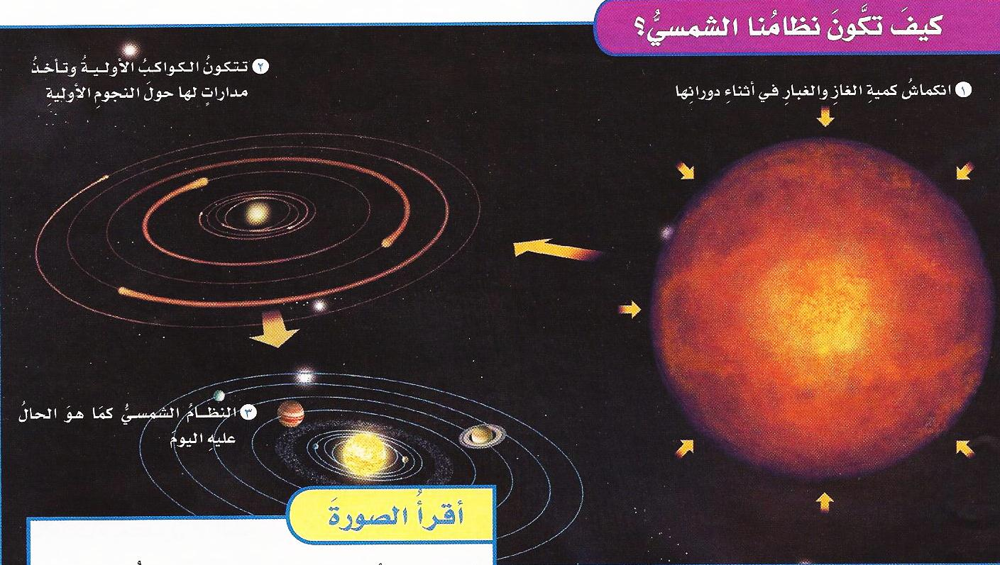 كيفَ تكَّونَ نظامُنا الشمسيُّ؟
١ انكماشُ كميةِ الغازِ والغبارِ في أثناءِ دورانِها
٢ تتكونُ الكواكبُ الأوليةُ وتأخذُ
مداراتٍ لها حولَ النجومِ الأوليةِ
٣ النظامُ الشمسيُّ كمَا هوَ الحالُ
عليهِ اليومَ
أقرأُ الصورةَ